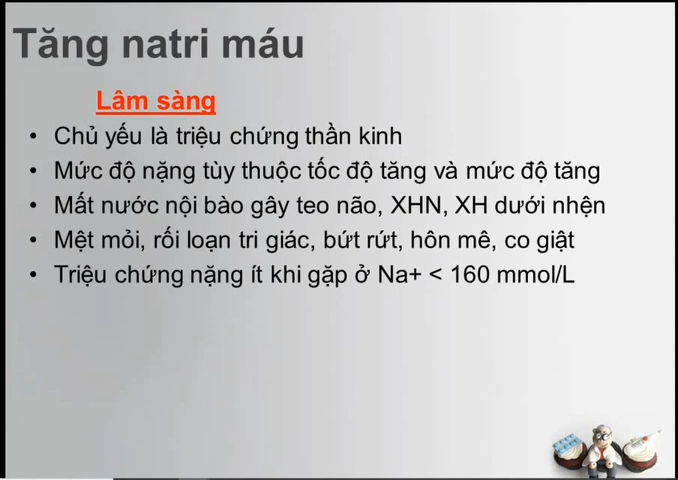 Tăng natri máu
Lâm sàng
• Chủ yếu là triệu chứng thần kinh
• Mức độ nặng tùy thuộc tốc độ tăng và mức độ tăng
• Mất nước nội bào gây teo não, XHN, XH dưới nhện
• Mệt mỏi, rối loạn tri giác, bứt rứt, hôn mê, co giật
• Triệu chứng nặng ít khi gặp ở Na+ < 160 mmol/L